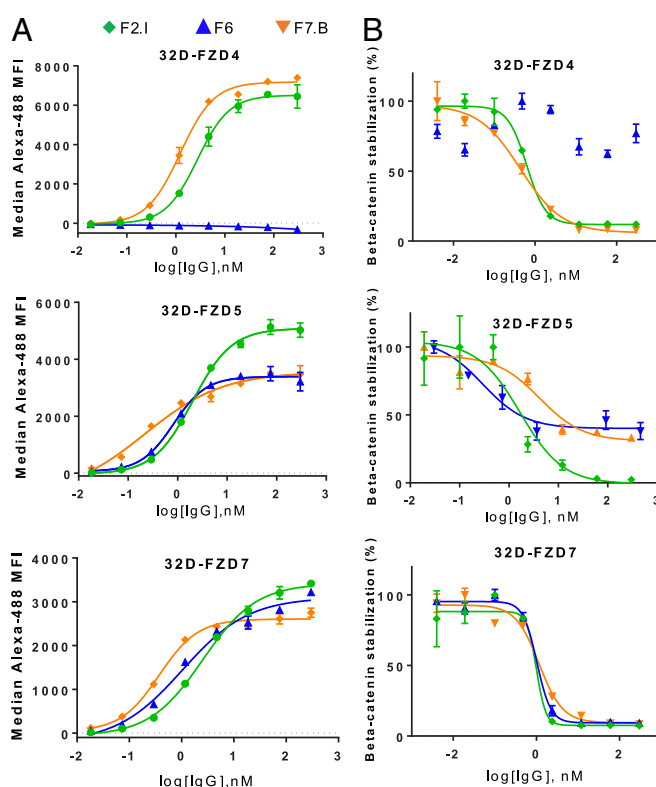 A
F2.I F6 F7.B
B
32D-FZD4
Median Alexa-488 MFI
8000
6000
4000
2000
0
-2 -1 0 1 2 3
log[IgG],nM
32D-FZD4
Beta-catenin stabilization (%)
100
50
0
-2 0 2
log[IgG], nM
32D-FZD5
Median Alexa-488 MFI
6000
4000
2000
0
-2 -1 0 1 2 3
log[IgG],nM
32D-FZD5
Beta-catenin stabilization (%)
100
50
0
-2 -1 0 1 2 3
log[IgG], nM
32D-FZD7
Median Alexa-488 MFI
4000
3000
2000
1000
0
-2 -1 0 1 2 3
log[IgG],nM
32D-FZD7
Beta-catenin stabilization (%)
100
50
0
-2 0 2
log[IgG], nM